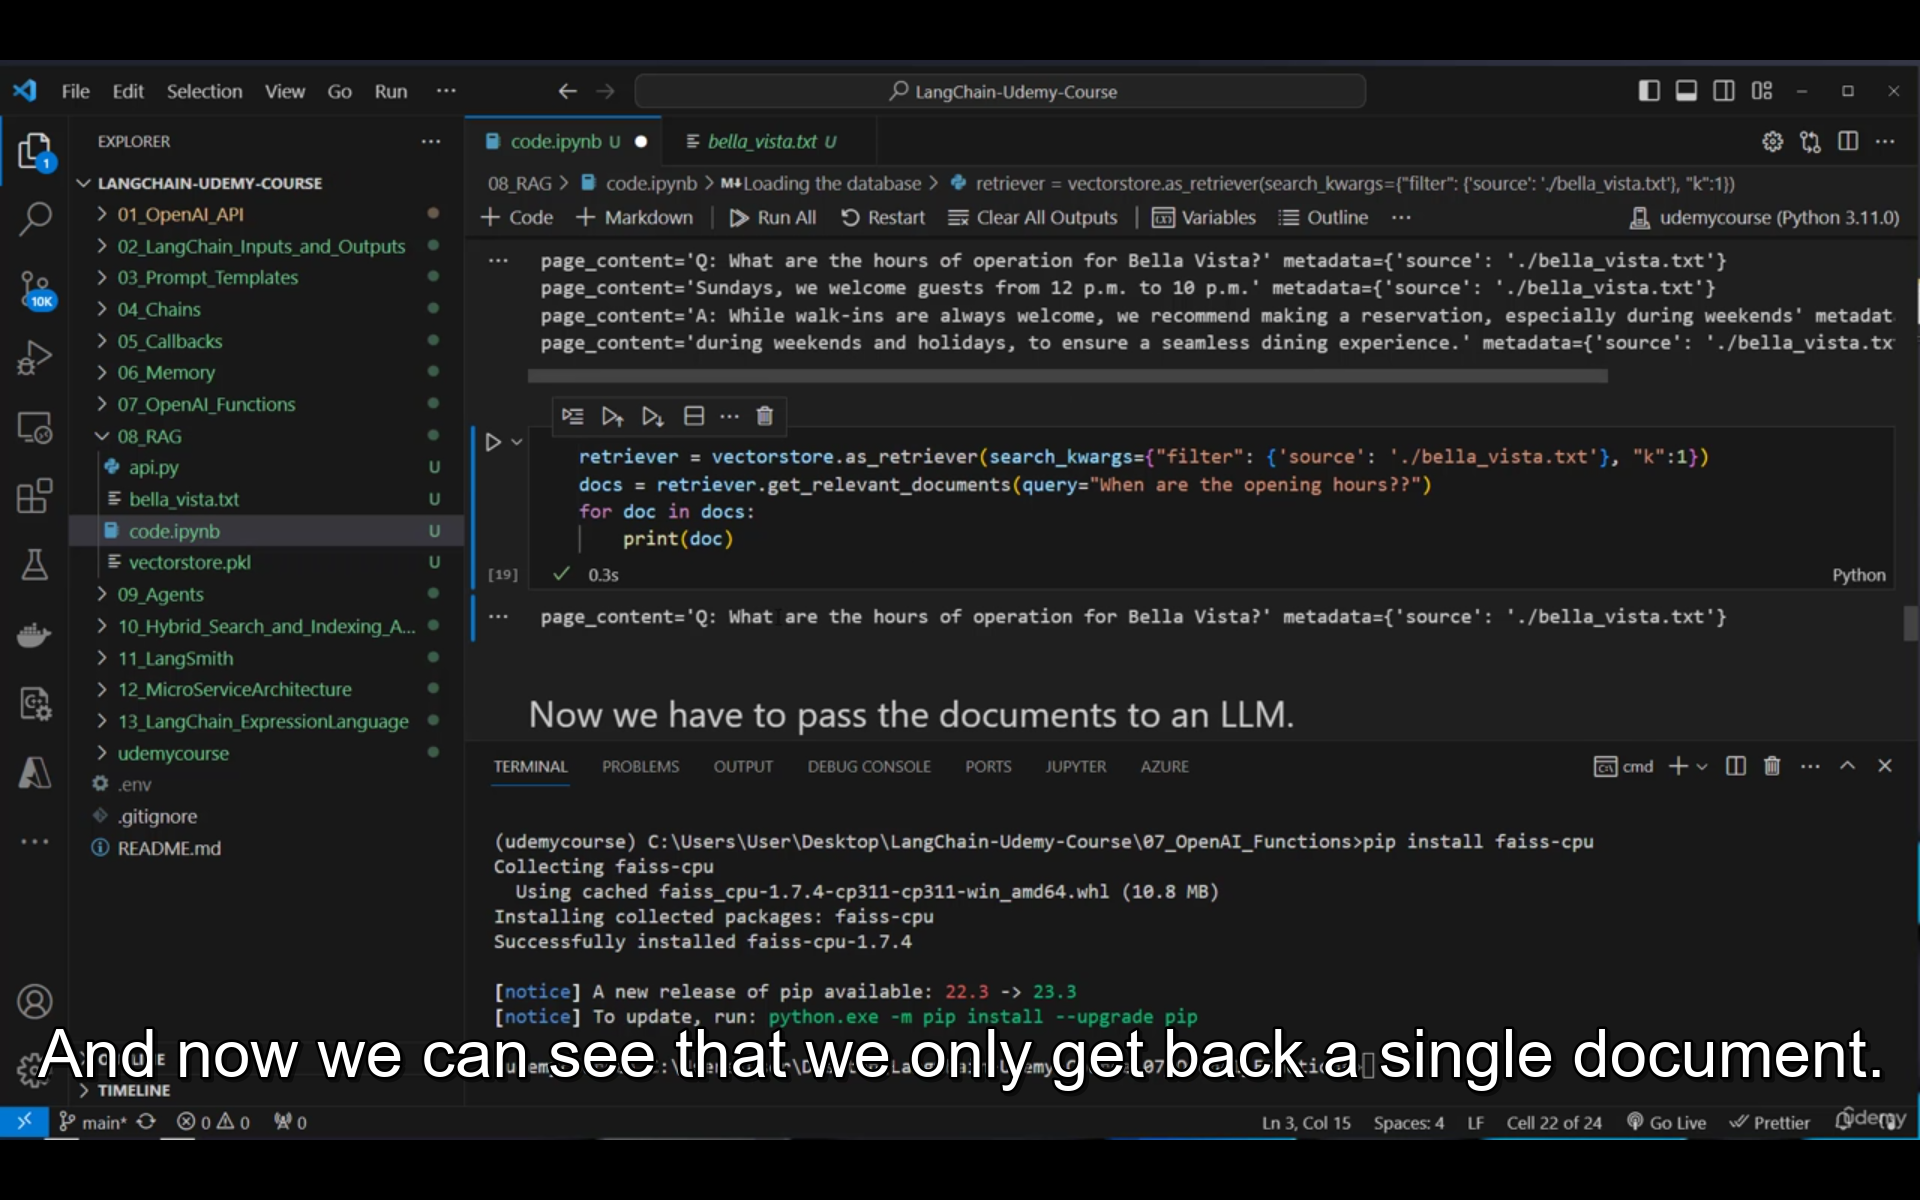 File Edit Selection View Go Run ···
LangChain-Udemy-Course
EXPLORER
1
10K
LANGCHAIN-UDEMY-COURSE
01_OpenAI_API
02_LangChain_Inputs_and_Outputs
03_Prompt_Templates
04_Chains
05_Callbacks
06_Memory
07_OpenAI_Functions
08_RAG
api.py U
bella_vista.txt U
code.ipynb U
vectorstore.pkl U
09_Agents
10_Hybrid_Search_and_Indexing_A...
11_LangSmith
12_MicroServiceArchitecture
13_LangChain_ExpressionLanguage
udemycourse
.env
.gitignore
README.md
TIMELINE
code.ipynb U bella_vista.txt U
08_RAG > code.ipynb > M↓Loading the database > retriever = vectorstore.as_retriever(search_kwargs={"filter": {'source': './bella_vista.txt'}, "k":1})
+ Code + Markdown Run All Restart Clear All Outputs Variables Outline ··· udemycourse (Python 3.11.0)
page_content='Q: What are the hours of operation for Bella Vista?' metadata={'source': './bella_vista.txt'}
page_content='Sundays, we welcome guests from 12 p.m. to 10 p.m.' metadata={'source': './bella_vista.txt'}
page_content='A: While walk-ins are always welcome, we recommend making a reservation, especially during weekends' metadat
page_content='during weekends and holidays, to ensure a seamless dining experience.' metadata={'source': './bella_vista.tx
retriever = vectorstore.as_retriever(search_kwargs={"filter": {'source': './bella_vista.txt'}, "k":1})
docs = retriever.get_relevant_documents(query="When are the opening hours??")
for doc in docs:
    print(doc)
[19] 0.3s Python
page_content='Q: What are the hours of operation for Bella Vista?' metadata={'source': './bella_vista.txt'}
Now we have to pass the documents to an LLM.
TERMINAL PROBLEMS OUTPUT DEBUG CONSOLE PORTS JUPYTER AZURE cmd
(udemycourse) C:\Users\User\Desktop\LangChain-Udemy-Course\07_OpenAI_Functions>pip install faiss-cpu
Collecting faiss-cpu
  Using cached faiss_cpu-1.7.4-cp311-cp311-win_amd64.whl (10.8 MB)
Installing collected packages: faiss-cpu
Successfully installed faiss-cpu-1.7.4
[notice] A new release of pip available: 22.3 -> 23.3
[notice] To update, run: python.exe -m pip install --upgrade pip
And now we can see that we only get back a single document.
main* 0 0 0 Ln 3, Col 15 Spaces: 4 LF Cell 22 of 24 Go Live Prettier
udemy